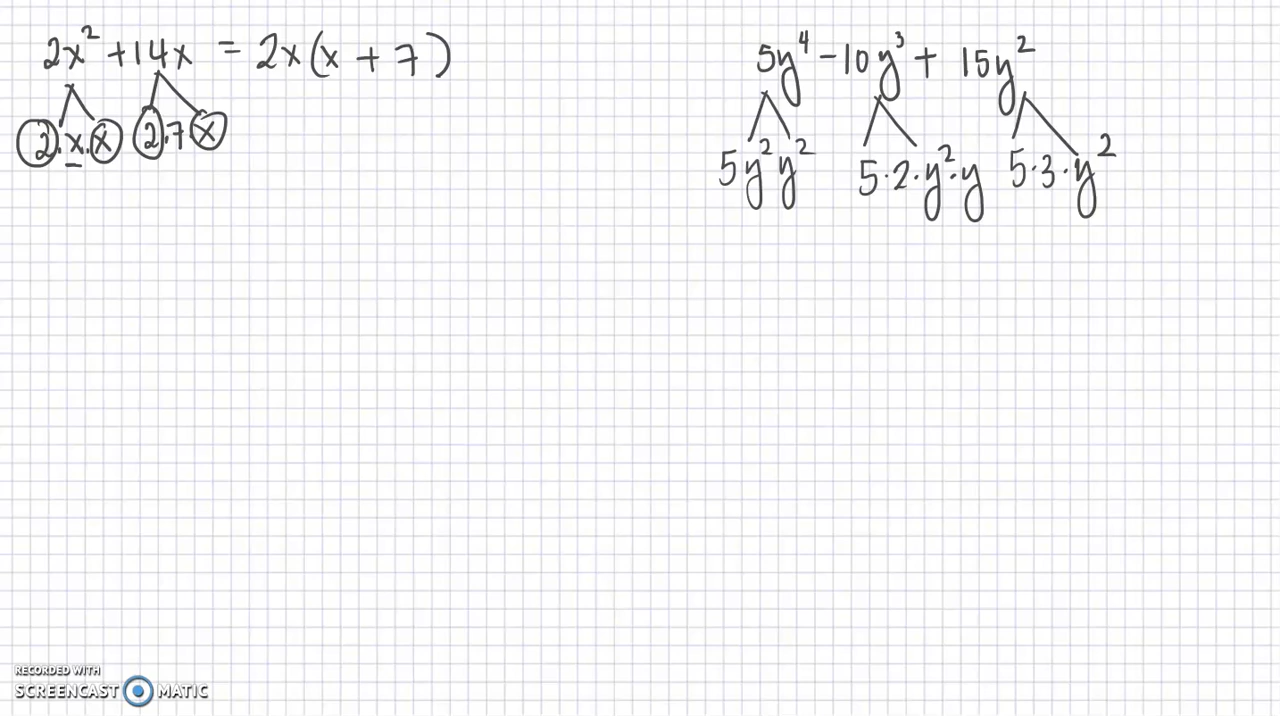 2x² + 14x = 2x(x + 7)
2·x·x 2·7x
5y⁴ − 10y³ + 15y²
5y²y² 5·2·y²·y 5·3·y²
RECORDED WITH
SCREENCAST MATIC